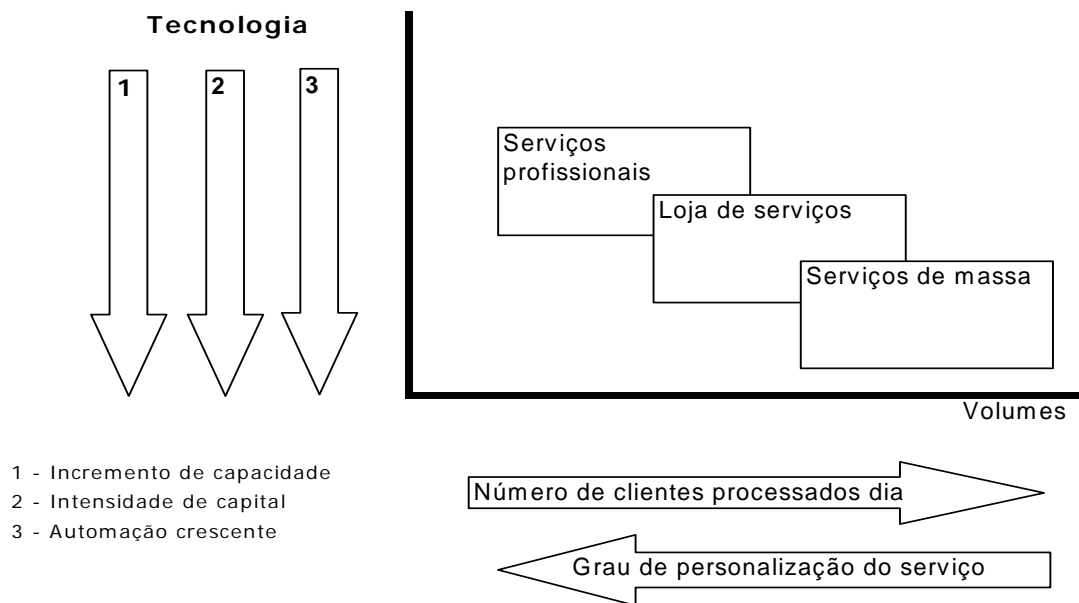 Tecnologia
1
2
3
Serviços
profissionais
Loja de serviços
Serviços de massa
Volumes
1 - Incremento de capacidade
2 - Intensidade de capital
3 - Automação crescente
Número de clientes processados dia
Grau de personalização do serviço